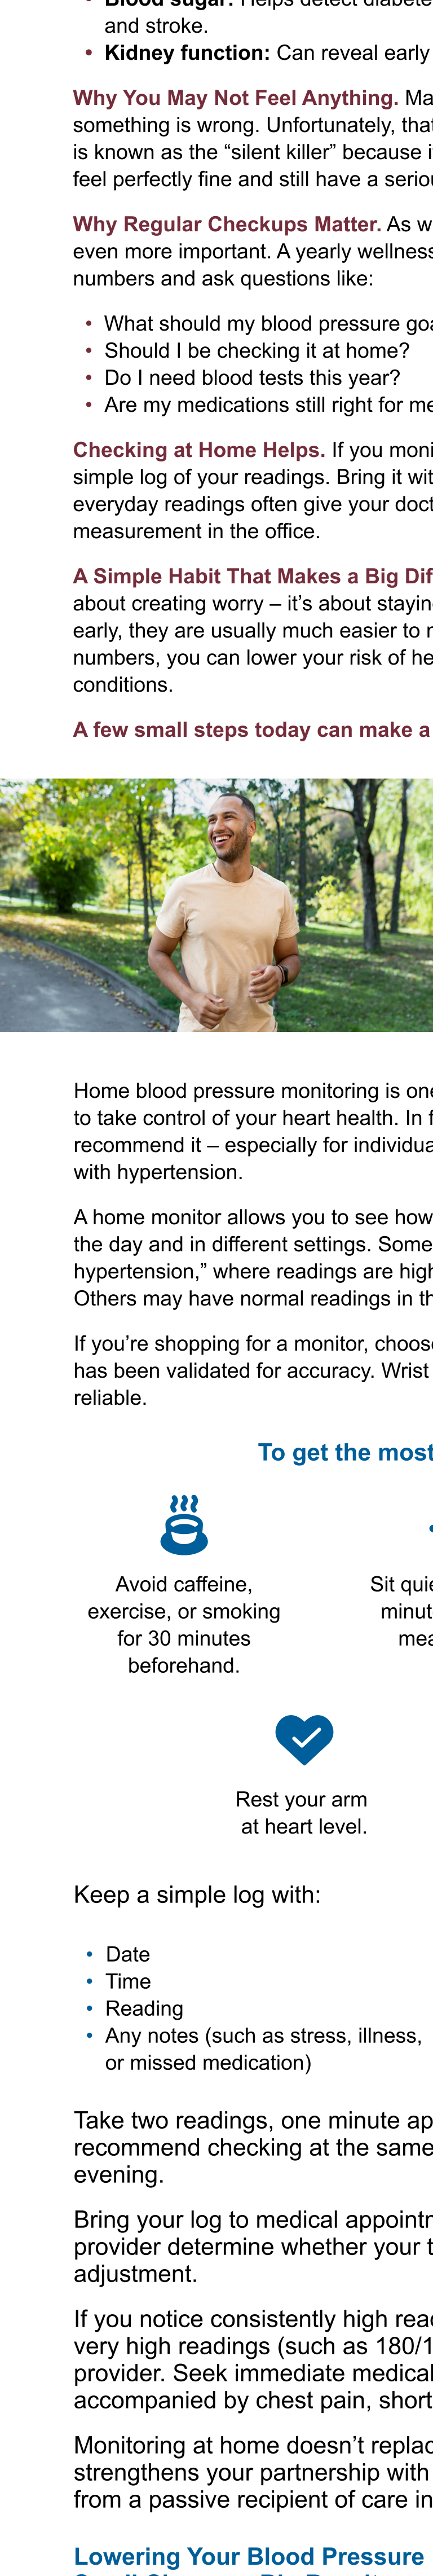 • Blood sugar: Helps detect diabete
and stroke.
• Kidney function: Can reveal early
Why You May Not Feel Anything. Ma
something is wrong. Unfortunately, that
is known as the “silent killer” because i
feel perfectly fine and still have a seriou
Why Regular Checkups Matter. As w
even more important. A yearly wellness
numbers and ask questions like:
• What should my blood pressure goa
• Should I be checking it at home?
• Do I need blood tests this year?
• Are my medications still right for me
Checking at Home Helps. If you moni
simple log of your readings. Bring it wit
everyday readings often give your doct
measurement in the office.
A Simple Habit That Makes a Big Dif
about creating worry – it’s about staying
early, they are usually much easier to m
numbers, you can lower your risk of he
conditions.
A few small steps today can make a
Home blood pressure monitoring is one
to take control of your heart health. In f
recommend it – especially for individua
with hypertension.
A home monitor allows you to see how
the day and in different settings. Some
hypertension,” where readings are high
Others may have normal readings in th
If you’re shopping for a monitor, choose
has been validated for accuracy. Wrist
reliable.
To get the most
Avoid caffeine,
exercise, or smoking
for 30 minutes
beforehand.
Sit quie
minut
mea
Rest your arm
at heart level.
Keep a simple log with:
• Date
• Time
• Reading
• Any notes (such as stress, illness,
or missed medication)
Take two readings, one minute ap
recommend checking at the same
evening.
Bring your log to medical appointm
provider determine whether your t
adjustment.
If you notice consistently high read
very high readings (such as 180/1
provider. Seek immediate medical
accompanied by chest pain, short
Monitoring at home doesn’t replac
strengthens your partnership with
from a passive recipient of care in
Lowering Your Blood Pressure